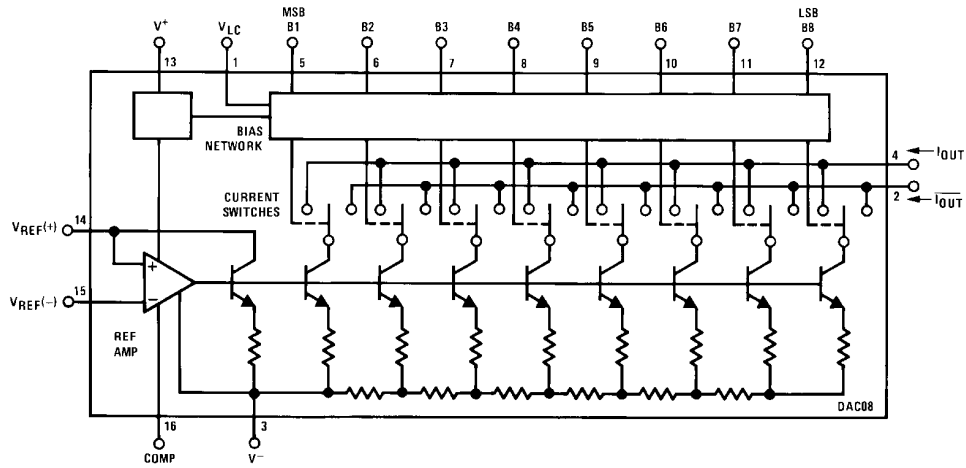 MSB LSB
V+ VLC B1 B2 B3 B4 B5 B6 B7 B8
13 1 5 6 7 8 9 10 11 12
BIAS
NETWORK
4 IOUT
CURRENT
SWITCHES
2 IOUT
14
VREF(+)
+
15
VREF(−)
−
REF
AMP
DAC08
16 3
COMP V−